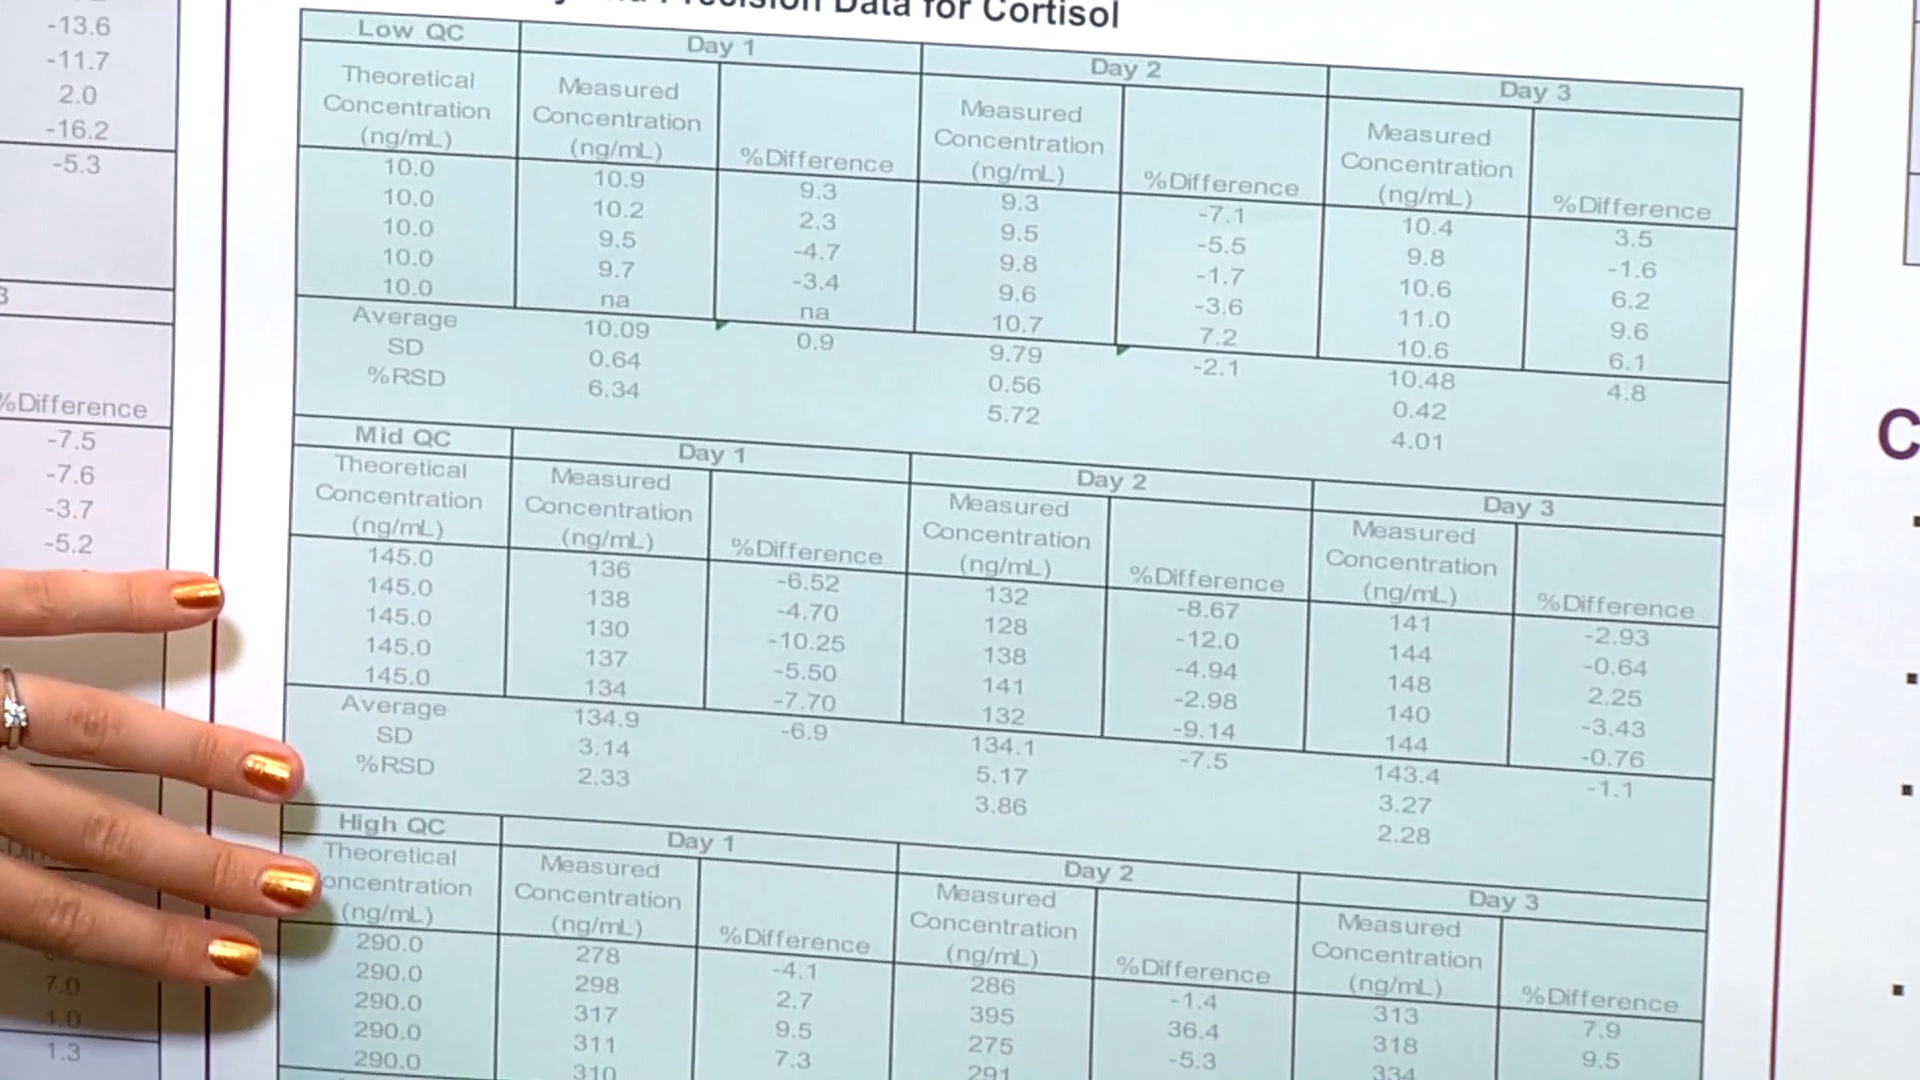 -13.6
-11.7
2.0
-16.2
-5.3
3
%Difference
-7.5
-7.6
-3.7
-5.2
7.0
1.0
1.3
Precision Data for Cortisol
Low QC Day 1 Day 2 Day 3
Theoretical Concentration (ng/mL) Measured Concentration (ng/mL) %Difference Measured Concentration (ng/mL) %Difference Measured Concentration (ng/mL) %Difference
10.0 10.9 9.3 9.3 -7.1 10.4 3.5
10.0 10.2 2.3 9.5 -5.5 9.8 -1.6
10.0 9.5 -4.7 9.8 -1.7 10.6 6.2
10.0 9.7 -3.4 9.6 -3.6 11.0 9.6
10.0 na na 10.7 7.2 10.6 6.1
Average 10.09 0.9 9.79 -2.1 10.48 4.8
SD 0.64 0.56 0.42
%RSD 6.34 5.72 4.01
Mid QC Day 1 Day 2 Day 3
Theoretical Concentration (ng/mL) Measured Concentration (ng/mL) %Difference Measured Concentration (ng/mL) %Difference Measured Concentration (ng/mL) %Difference
145.0 136 -6.52 132 -8.67 141 -2.93
145.0 138 -4.70 128 -12.0 144 -0.64
145.0 130 -10.25 138 -4.94 148 2.25
145.0 137 -5.50 141 -2.98 140 -3.43
145.0 134 -7.70 132 -9.14 144 -0.76
Average 134.9 -6.9 134.1 -7.5 143.4 -1.1
SD 3.14 5.17 3.27
%RSD 2.33 3.86 2.28
High QC Day 1 Day 2 Day 3
Theoretical oncentration (ng/mL) Measured Concentration (ng/mL) %Difference Measured Concentration (ng/mL) %Difference Measured Concentration (ng/mL) %Difference
290.0 278 -4.1 286 -1.4 313 7.9
290.0 298 2.7 395 36.4 318 9.5
290.0 317 9.5 275 -5.3 334
290.0 311 7.3 291
290.0 310
C